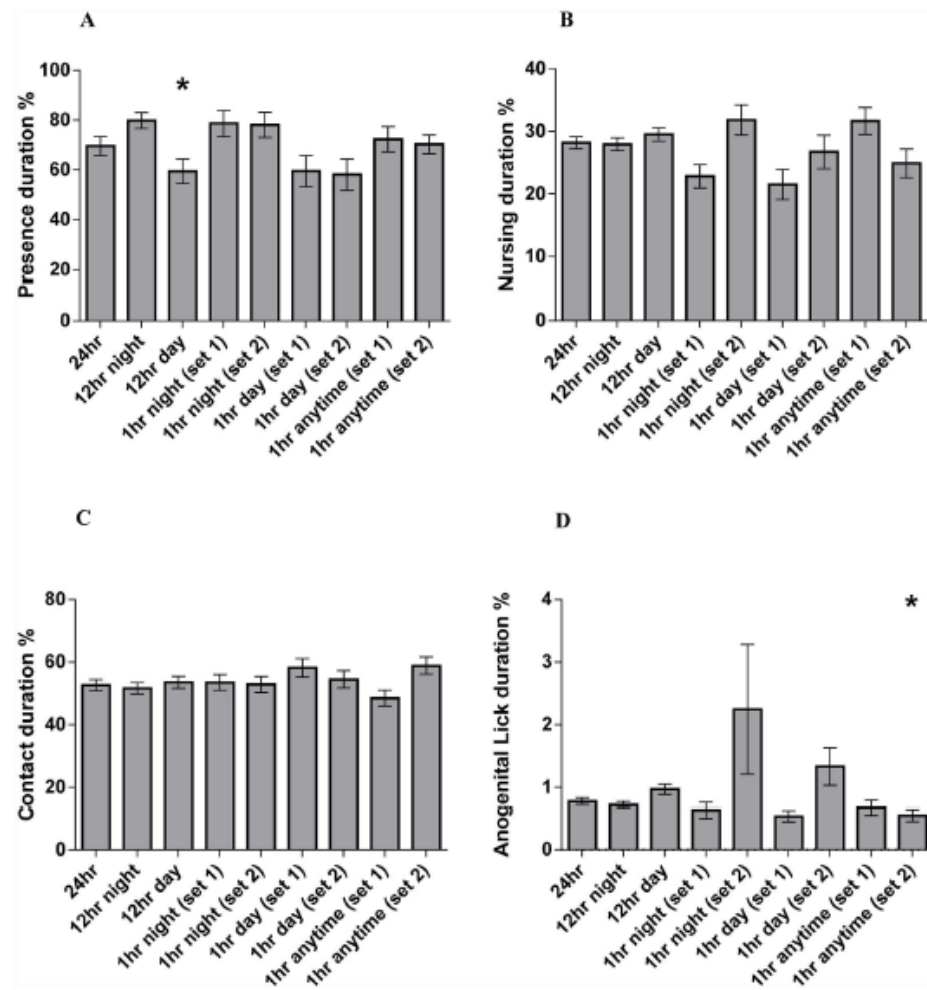 A
Presence duration %
100
80
60
40
20
0
*
24hr
12hr night
12hr day
1hr night (set 1)
1hr night (set 2)
1hr day (set 1)
1hr day (set 2)
1hr anytime (set 1)
1hr anytime (set 2)
B
Nursing duration %
40
30
20
10
0
24hr
12hr night
12hr day
1hr night (set 1)
1hr night (set 2)
1hr day (set 1)
1hr day (set 2)
1hr anytime (set 1)
1hr anytime (set 2)
C
Contact duration %
80
60
40
20
0
24hr
12hr night
12hr day
1hr night (set 1)
1hr night (set 2)
1hr day (set 1)
1hr day (set 2)
1hr anytime (set 1)
1hr anytime (set 2)
D
Anogenital Lick duration %
4
3
2
1
0
*
24hr
12hr night
12hr day
1hr night (set 1)
1hr night (set 2)
1hr day (set 1)
1hr day (set 2)
1hr anytime (set 1)
1hr anytime (set 2)